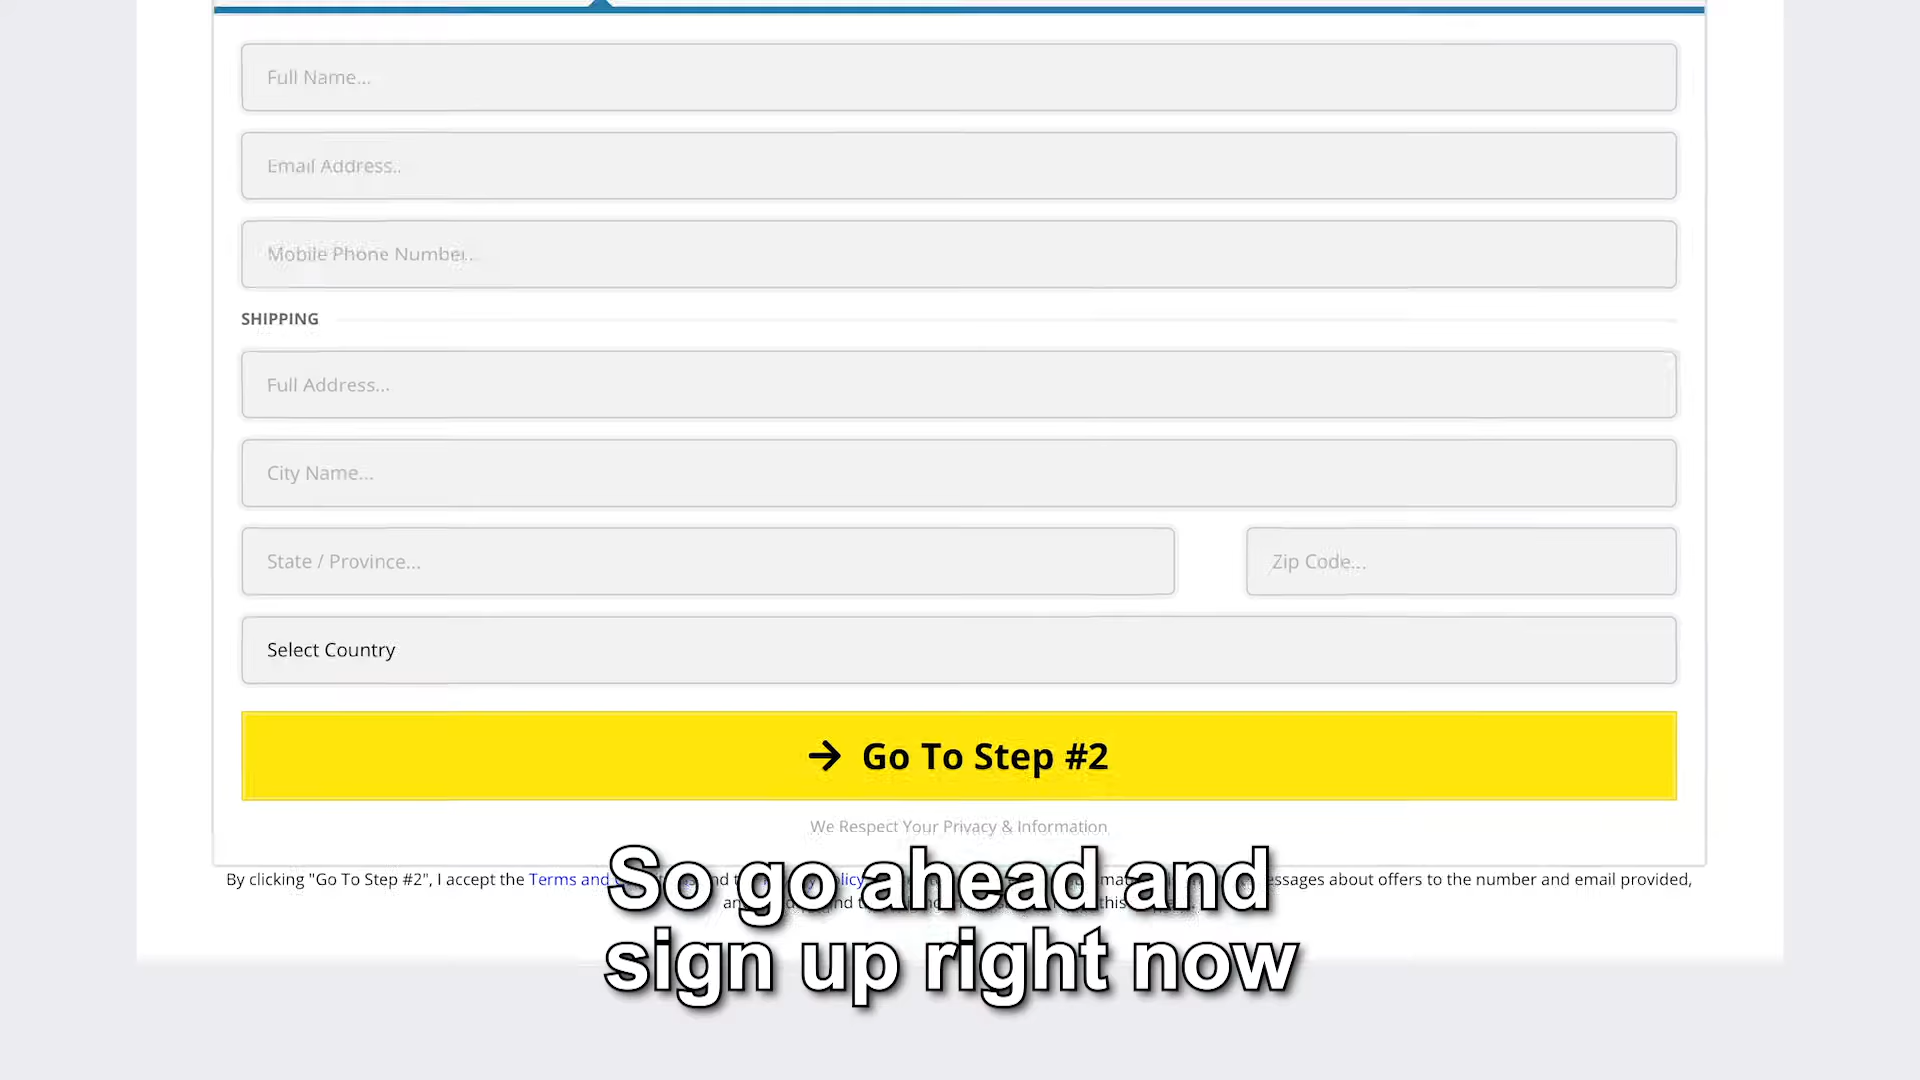 Full Name...
Email Address..
Mobile Phone Number..
SHIPPING
Full Address...
City Name...
State / Province...
Zip Code...
Select Country
→ Go To Step #2
We Respect Your Privacy & Information
By clicking "Go To Step #2", I accept the Terms and essages about offers to the number and email provided,
So go ahead and
sign up right now